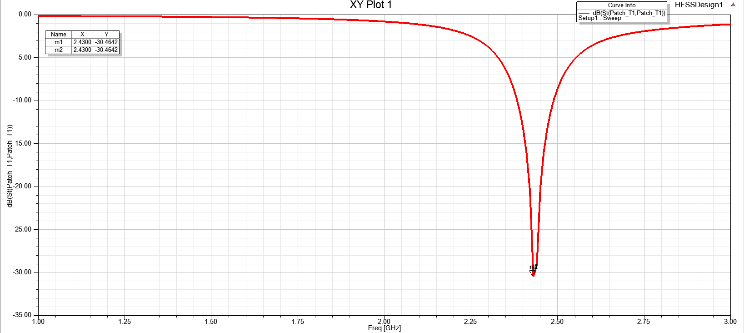 XY Plot 1
HFSSDesign1
Curve Info
dB(St(Patch_T1,Patch_T1))
Setup1 : Sweep
Name X Y
m1 2.4300 -30.4642
m2 2.4300 -30.4642
0.00
-5.00
-10.00
-15.00
-20.00
-25.00
-30.00
-35.00
dB(St(Patch_T1,Patch_T1))
1.00 1.25 1.50 1.75 2.00 2.25 2.50 2.75 3.00
Freq [GHz]